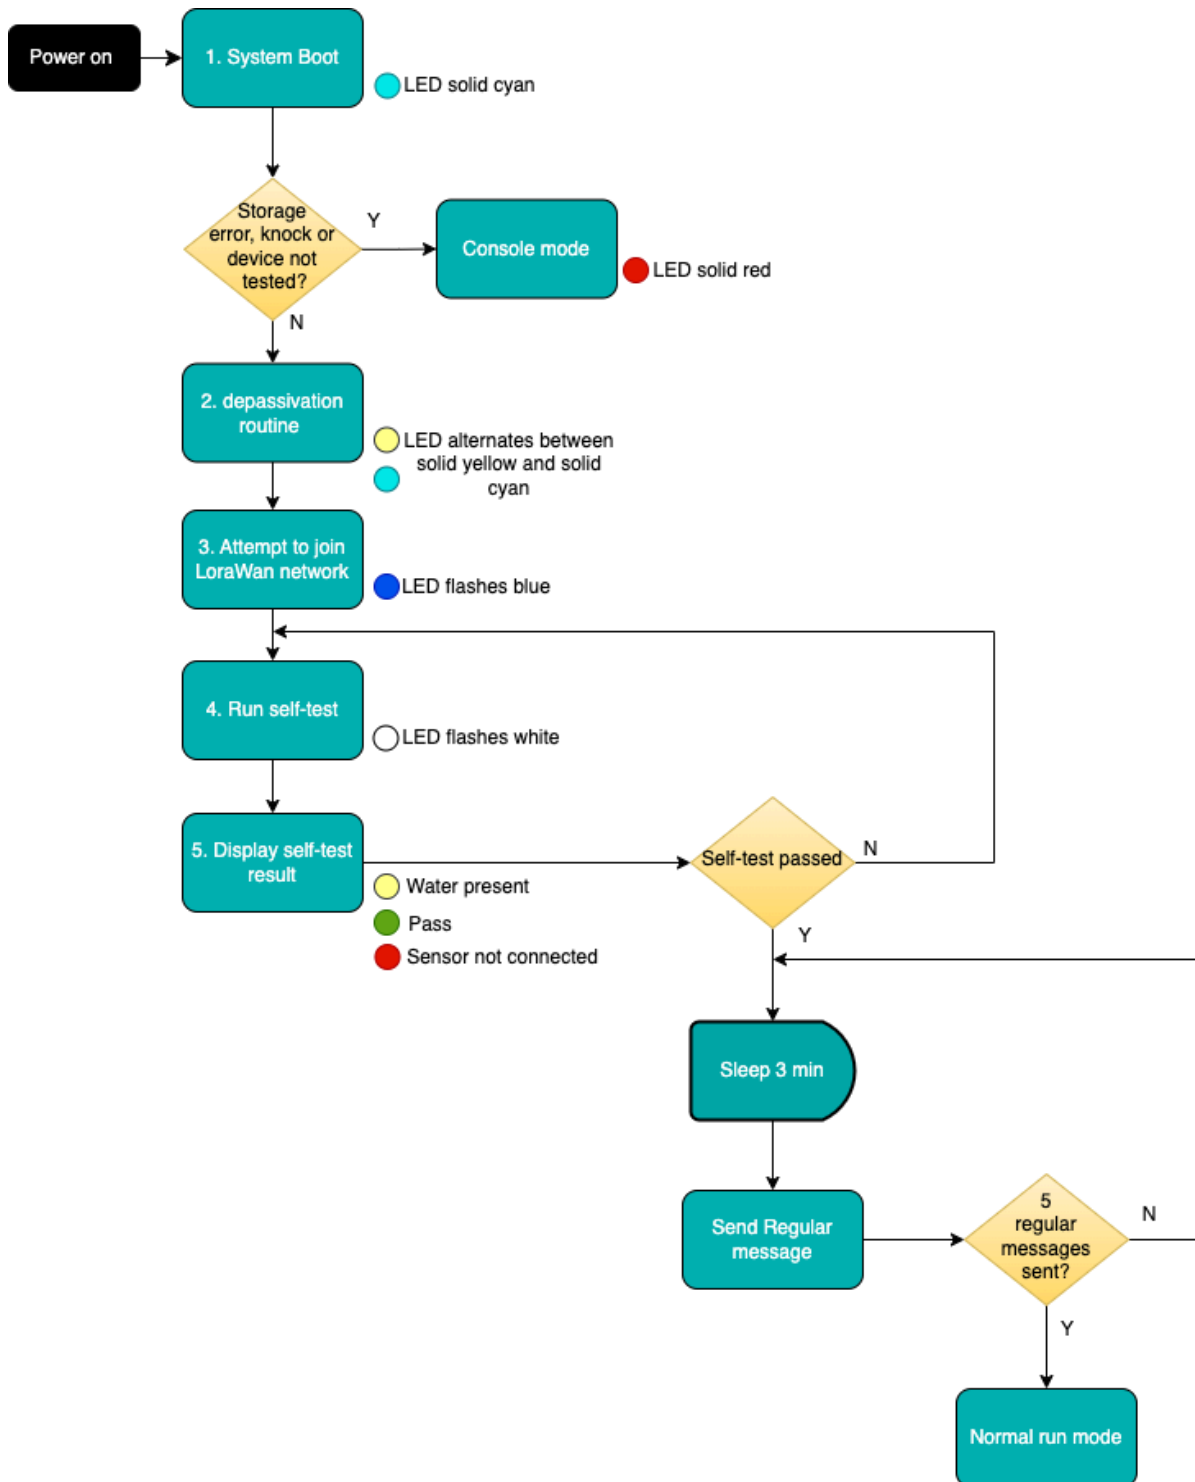 Power on
1. System Boot
LED solid cyan
Storage
error, knock or
device not
tested?
Y
Console mode
LED solid red
N
2. depassivation
routine
LED alternates between
solid yellow and solid
cyan
3. Attempt to join
LoraWan network
LED flashes blue
4. Run self-test
LED flashes white
5. Display self-test
result
Water present
Pass
Sensor not connected
Self-test passed
N
Y
Sleep 3 min
Send Regular
message
5
regular
messages
sent?
N
Y
Normal run mode